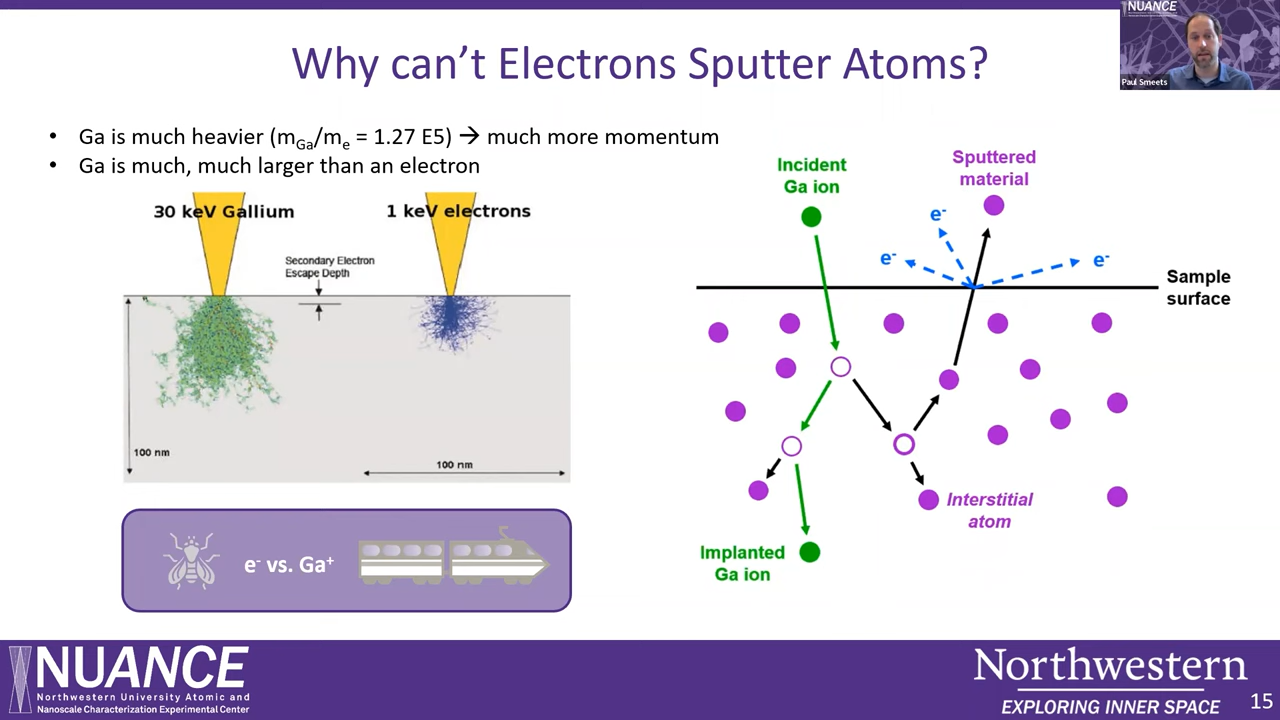 NUANCE
Paul Smeets
Why can't Electrons Sputter Atoms?
• Ga is much heavier (mGa/me = 1.27 E5) → much more momentum
• Ga is much, much larger than an electron
30 keV Gallium
1 keV electrons
Secondary Electron
Escape Depth
100 nm
100 nm
e- vs. Ga+
Incident
Ga ion
Sputtered
material
e-
e-
e-
Sample
surface
Interstitial
atom
Implanted
Ga ion
NUANCE
Northwestern University Atomic and
Nanoscale Characterization Experimental Center
Northwestern
EXPLORING INNER SPACE
15